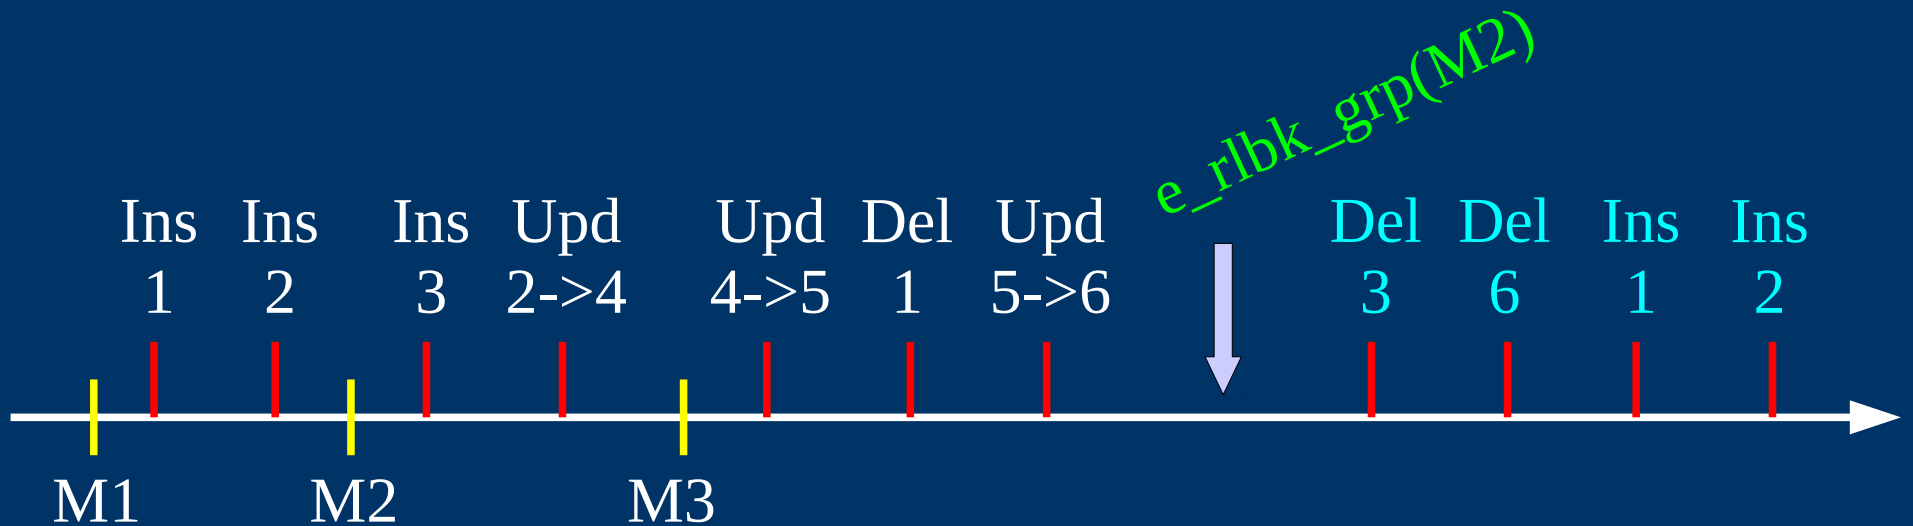 e_rlbk_grp(M2)
Ins Ins Ins Upd Upd Del Upd Del Del Ins Ins
1 2 3 2->4 4->5 1 5->6 3 6 1 2
M1 M2 M3